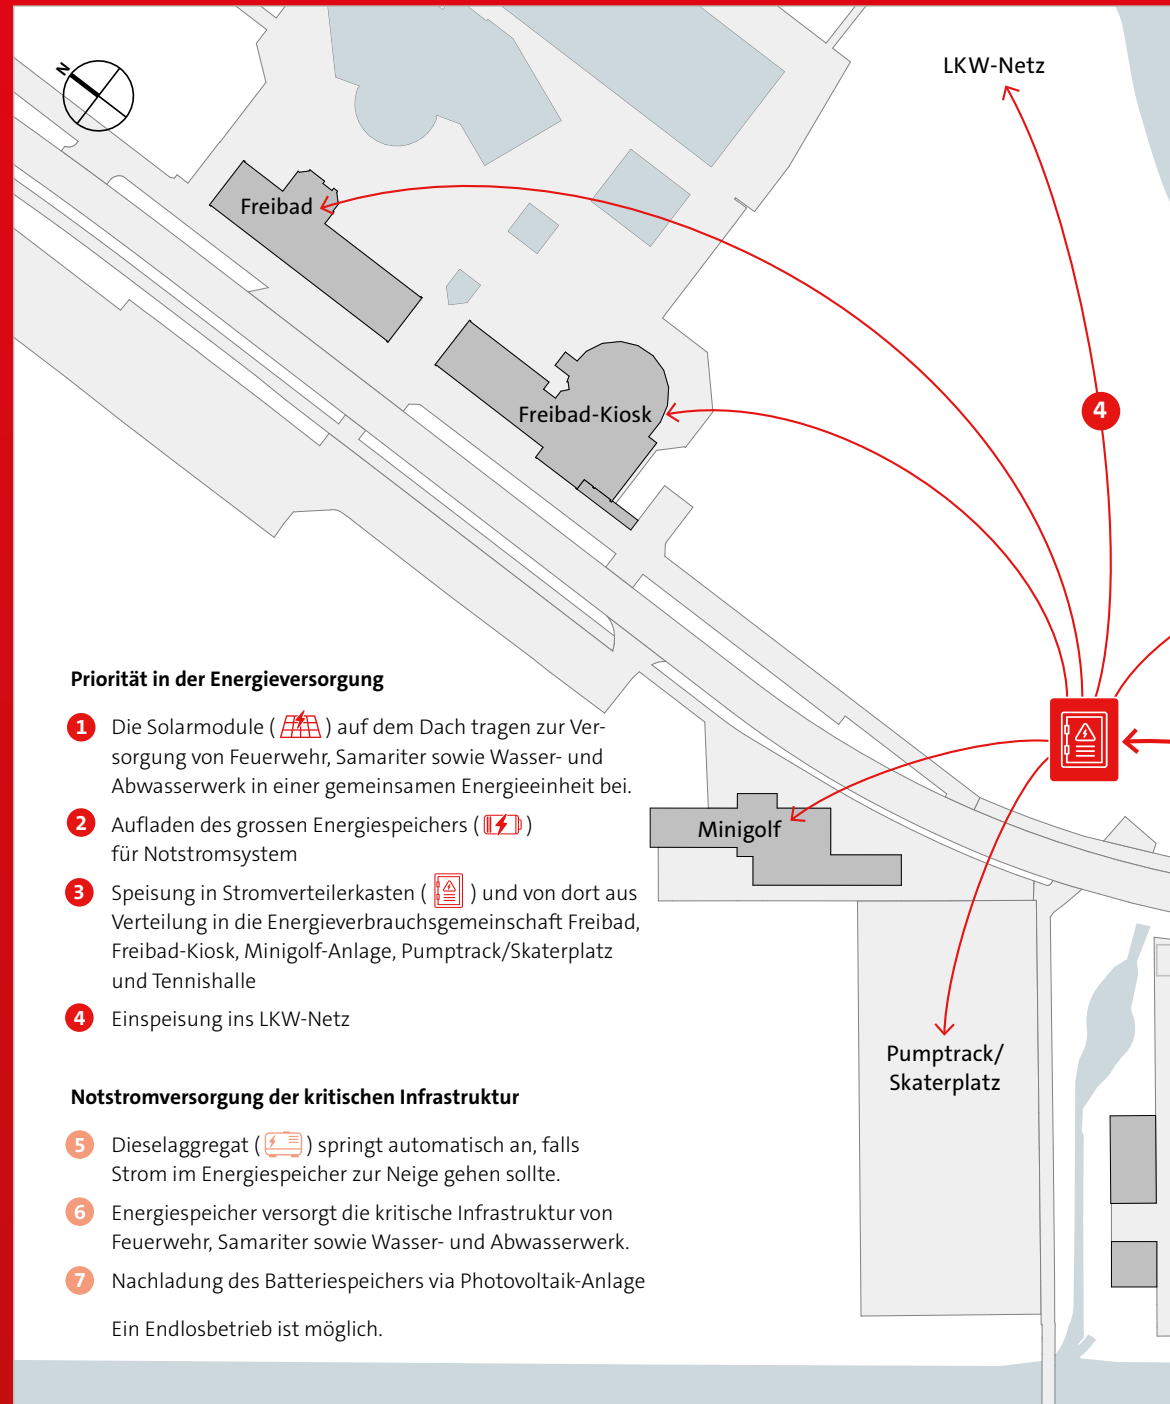 N
LKW-Netz
Freibad
4
Freibad-Kiosk
Minigolf
Pumptrack/
Skaterplatz
Priorität in der Energieversorgung
1 Die Solarmodule ( ) auf dem Dach tragen zur Ver-
sorgung von Feuerwehr, Samariter sowie Wasser- und
Abwasserwerk in einer gemeinsamen Energieeinheit bei.
2 Aufladen des grossen Energiespeichers ( )
für Notstromsystem
3 Speisung in Stromverteilerkasten ( ) und von dort aus
Verteilung in die Energieverbrauchsgemeinschaft Freibad,
Freibad-Kiosk, Minigolf-Anlage, Pumptrack/Skaterplatz
und Tennishalle
4 Einspeisung ins LKW-Netz
Notstromversorgung der kritischen Infrastruktur
5 Dieselaggregat ( ) springt automatisch an, falls
Strom im Energiespeicher zur Neige gehen sollte.
6 Energiespeicher versorgt die kritische Infrastruktur von
Feuerwehr, Samariter sowie Wasser- und Abwasserwerk.
7 Nachladung des Batteriespeichers via Photovoltaik-Anlage
Ein Endlosbetrieb ist möglich.